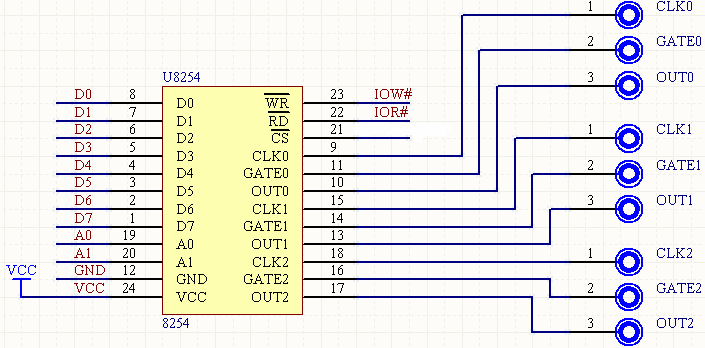 1 CLK0
2 GATE0
3 OUT0
U8254
D0 8 D0 WR 23 IOW#
D1 7 D1 RD 22 IOR#
D2 6 D2 CS 21
D3 5 D3 CLK0 9
D4 4 D4 GATE0 11
D5 3 D5 OUT0 10
D6 2 D6 CLK1 15
D7 1 D7 GATE1 14
A0 19 A0 OUT1 13
A1 20 A1 CLK2 18
GND 12 GND GATE2 16
VCC VCC 24 VCC OUT2 17
8254
1 CLK1
2 GATE1
3 OUT1
1 CLK2
2 GATE2
3 OUT2